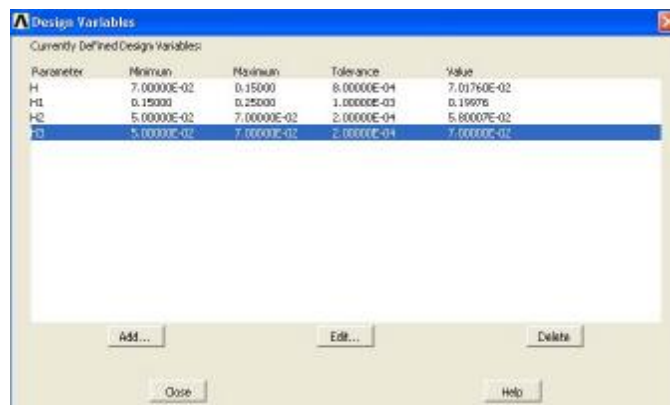 Design Variables
Currently Defined Design Variables:
Parameter Minimum Maximum Tolerance Value
H 7.00000E-02 0.15000 8.00000E-04 7.01760E-02
H1 0.15000 0.25000 1.00000E-03 0.19976
H2 5.00000E-02 7.00000E-02 2.00000E-04 5.80007E-02
H3 5.00000E-02 7.00000E-02 2.00000E-04 7.00000E-02
Add... Edit... Delete
Close Help